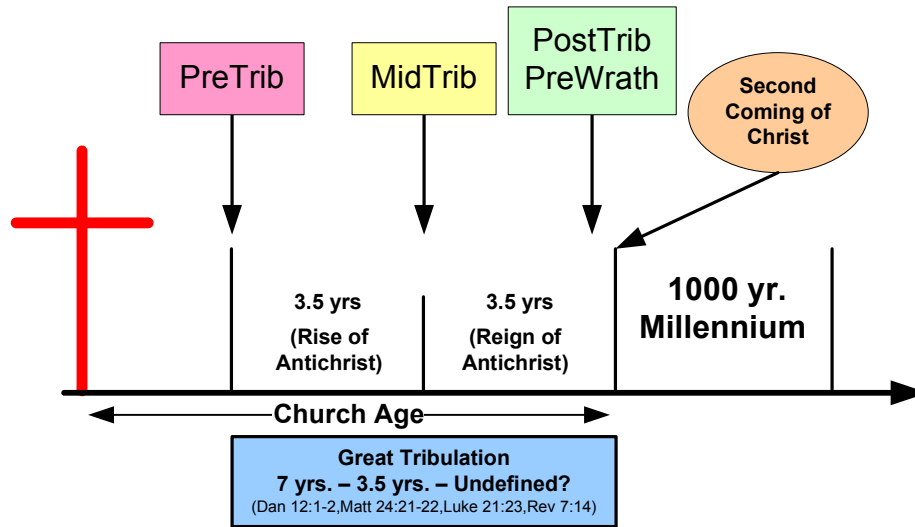 PreTrib
MidTrib
PostTrib
PreWrath
Second
Coming of
Christ
3.5 yrs
(Rise of
Antichrist)
3.5 yrs
(Reign of
Antichrist)
1000 yr.
Millennium
Church Age
Great Tribulation
7 yrs. – 3.5 yrs. – Undefined?
(Dan 12:1-2,Matt 24:21-22,Luke 21:23,Rev 7:14)